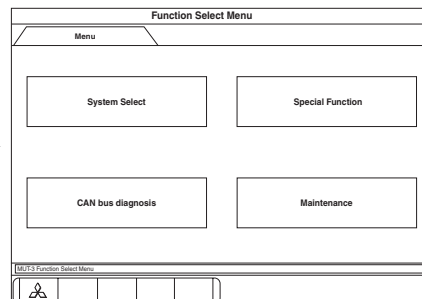 Function Select Menu
Menu
System Select
Special Function
CAN bus diagnosis
Maintenance
MUT-3 Function Select Menu